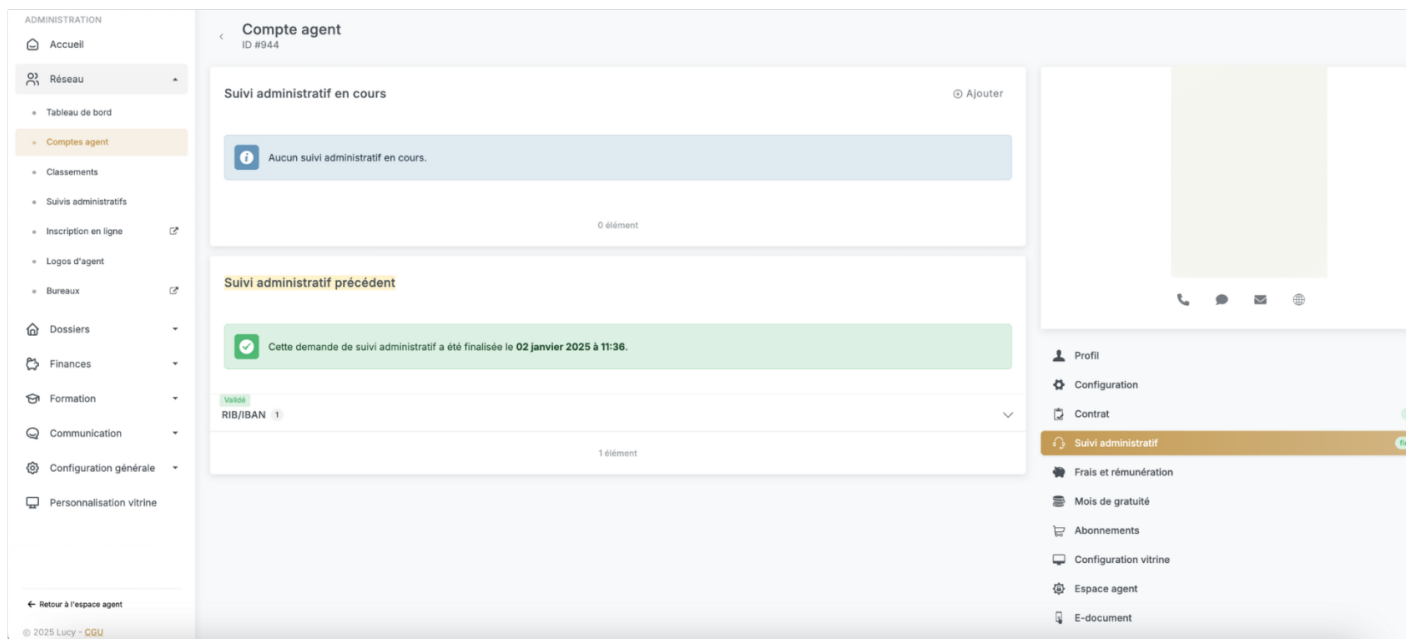 ADMINISTRATION
Accueil
Réseau
Tableau de bord
Comptes agent
Classements
Suivis administratifs
Inscription en ligne
Logos d'agent
Bureaux
Dossiers
Finances
Formation
Communication
Configuration générale
Personnalisation vitrine
Retour à l'espace agent
© 2025 Lucy - CGU
Compte agent
ID #944
Suivi administratif en cours
Ajouter
Aucun suivi administratif en cours.
0 élément
Suivi administratif précédent
Cette demande de suivi administratif a été finalisée le 02 janvier 2025 à 11:36.
Validé
RIB/IBAN 1
1 élément
Profil
Configuration
Contrat
Suivi administratif
Frais et rémunération
Mois de gratuité
Abonnements
Configuration vitrine
Espace agent
E-document